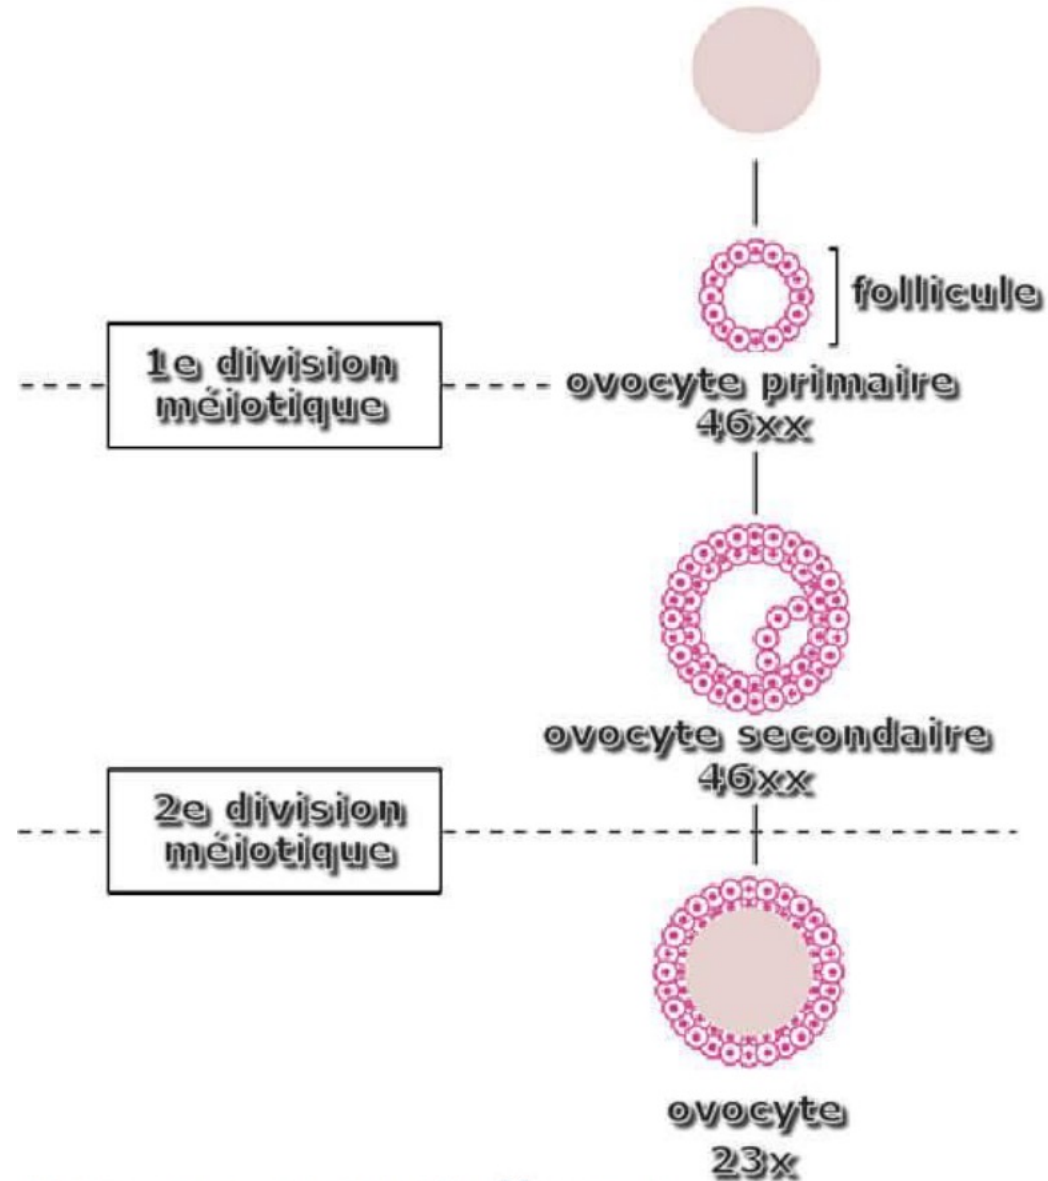 follicule
1e division
méiotique
ovocyte primaire
46xx
ovocyte secondaire
46xx
2e division
méiotique
ovocyte
23x